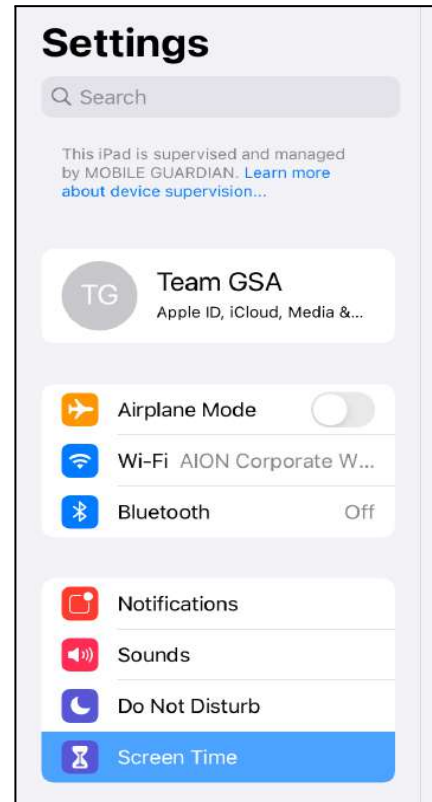 Settings
Search
This iPad is supervised and managed
by MOBILE GUARDIAN. Learn more
about device supervision...
TG
Team GSA
Apple ID, iCloud, Media &...
Airplane Mode
Wi-Fi AION Corporate W...
Bluetooth Off
Notifications
Sounds
Do Not Disturb
Screen Time